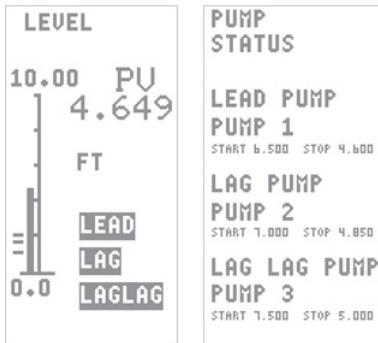 LEVEL
10.00
PV
4.649
FT
LEAD
LAG
LAGLAG
0.0
PUMP
STATUS
LEAD PUMP
PUMP 1
START 6.500 STOP 4.600
LAG PUMP
PUMP 2
START 7.000 STOP 4.850
LAG LAG PUMP
PUMP 3
START 7.500 STOP 5.000